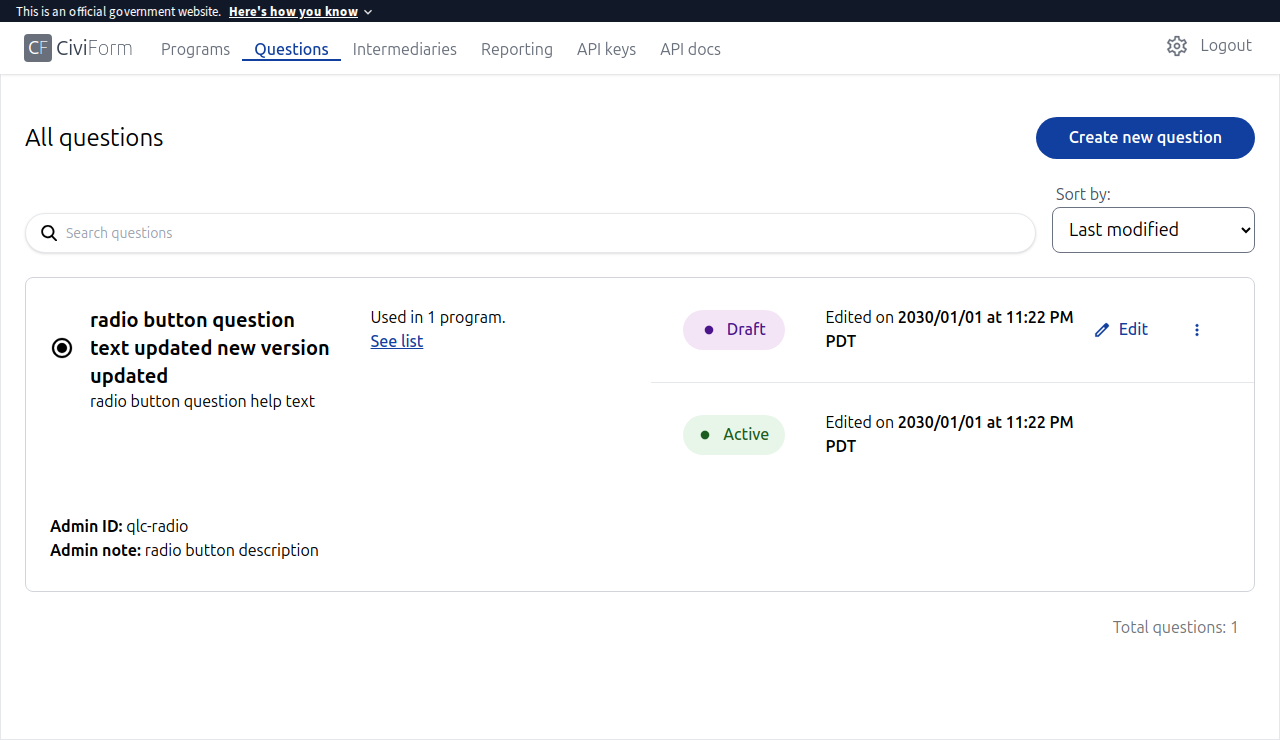 This is an official government website. Here's how you know
CF CiviForm Programs Questions Intermediaries Reporting API keys API docs Logout
All questions
Create new question
Sort by:
Search questions
Last modified
radio button question
text updated new version
updated
radio button question help text
Used in 1 program.
See list
Draft
Edited on 2030/01/01 at 11:22 PM
PDT
Edit
Active
Edited on 2030/01/01 at 11:22 PM
PDT
Admin ID: qlc-radio
Admin note: radio button description
Total questions: 1